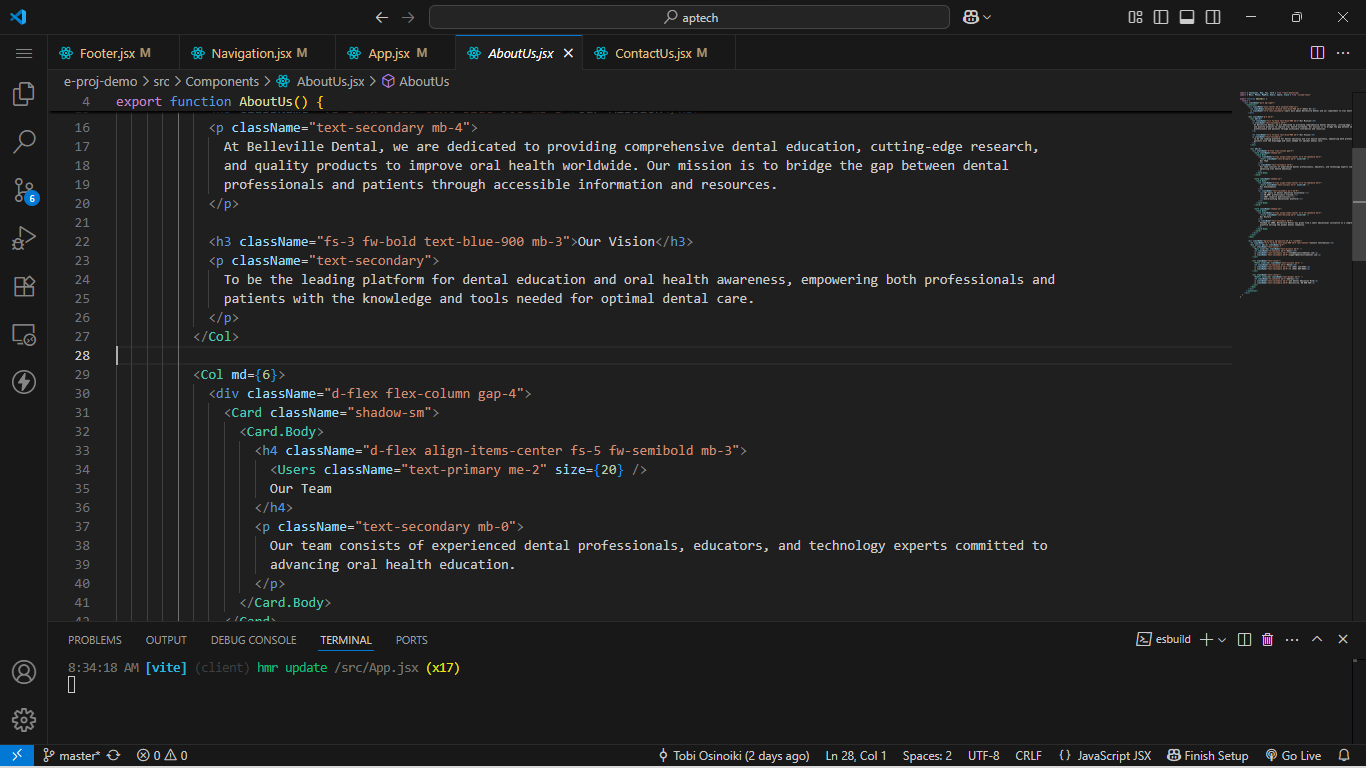 aptech
Footer.jsx M
Navigation.jsx M
App.jsx M
AboutUs.jsx
ContactUs.jsx M
e-proj-demo > src > Components > AboutUs.jsx > AboutUs
4 export function AboutUs() {
16 <p className="text-secondary mb-4">
17 At Belleville Dental, we are dedicated to providing comprehensive dental education, cutting-edge research,
18 and quality products to improve oral health worldwide. Our mission is to bridge the gap between dental
19 professionals and patients through accessible information and resources.
20 </p>
21
22 <h3 className="fs-3 fw-bold text-blue-900 mb-3">Our Vision</h3>
23 <p className="text-secondary">
24 To be the leading platform for dental education and oral health awareness, empowering both professionals and
25 patients with the knowledge and tools needed for optimal dental care.
26 </p>
27 </Col>
28
29 <Col md={6}>
30 <div className="d-flex flex-column gap-4">
31 <Card className="shadow-sm">
32 <Card.Body>
33 <h4 className="d-flex align-items-center fs-5 fw-semibold mb-3">
34 <Users className="text-primary me-2" size={20} />
35 Our Team
36 </h4>
37 <p className="text-secondary mb-0">
38 Our team consists of experienced dental professionals, educators, and technology experts committed to
39 advancing oral health education.
40 </p>
41 </Card.Body>
42 </Card>
6
PROBLEMS OUTPUT DEBUG CONSOLE TERMINAL PORTS
esbuild
8:34:18 AM [vite] (client) hmr update /src/App.jsx (x17)
master* 0 0 Tobi Osinoiki (2 days ago) Ln 28, Col 1 Spaces: 2 UTF-8 CRLF {} JavaScript JSX Finish Setup Go Live